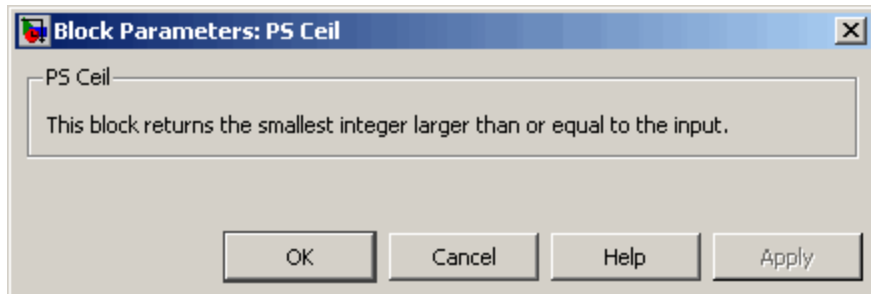 Block Parameters: PS Ceil
PS Ceil
This block returns the smallest integer larger than or equal to the input.
OK Cancel Help Apply